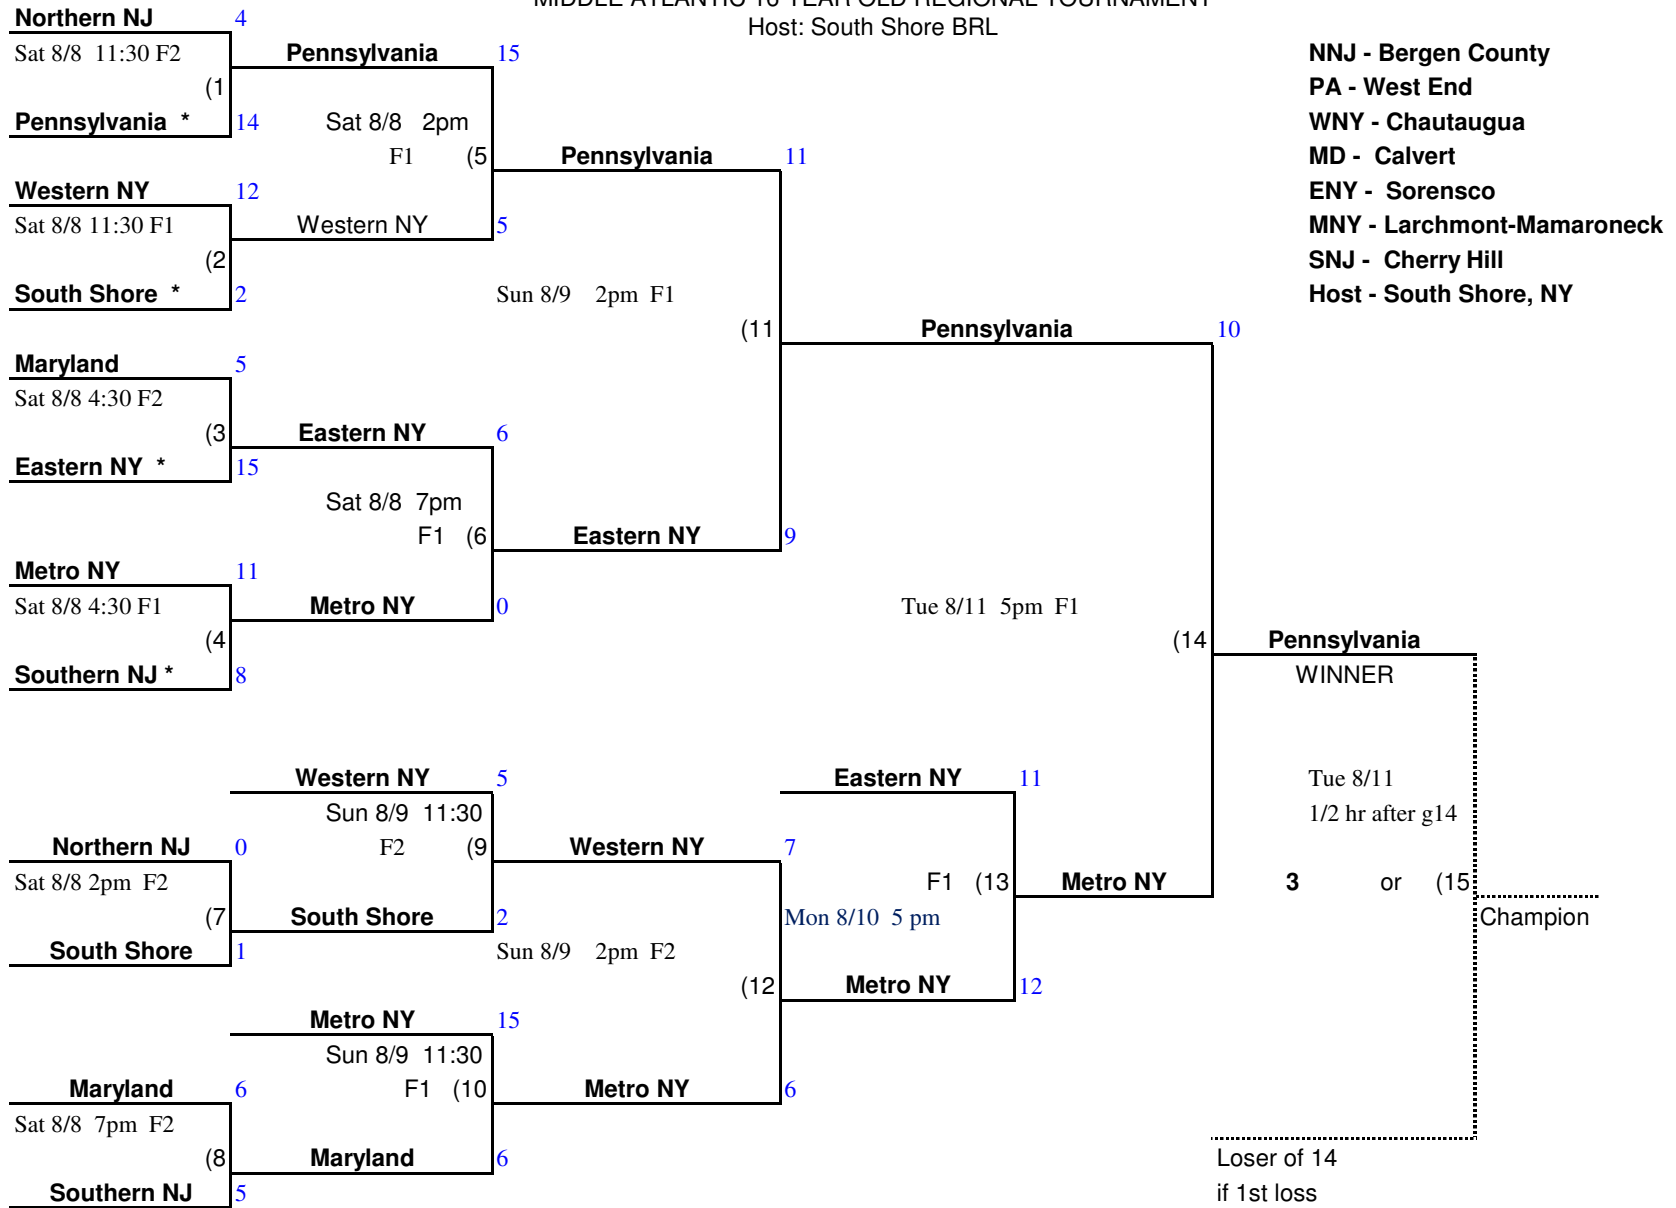 MIDDLE ATLANTIC 16 YEAR OLD REGIONAL TOURNAMENT
Host: South Shore BRL
Northern NJ 4
Sat 8/8 11:30 F2
(1
Pennsylvania * 14
Pennsylvania 15
Sat 8/8 2pm
F1 (5
Western NY 12
Sat 8/8 11:30 F1
(2
South Shore * 2
Western NY 5
Pennsylvania 11
Sun 8/9 2pm F1
(11
Maryland 5
Sat 8/8 4:30 F2
(3
Eastern NY * 15
Eastern NY 6
Sat 8/8 7pm
F1 (6
Eastern NY 9
Metro NY 11
Sat 8/8 4:30 F1
(4
Southern NJ * 8
Metro NY 0
Pennsylvania 10
Tue 8/11 5pm F1
(14
Pennsylvania
WINNER
NNJ - Bergen County
PA - West End
WNY - Chautaugua
MD - Calvert
ENY - Sorensco
MNY - Larchmont-Mamaroneck
SNJ - Cherry Hill
Host - South Shore, NY
Western NY 5
Sun 8/9 11:30
F2 (9
Northern NJ 0
Sat 8/8 2pm F2
(7
South Shore 1
South Shore 2
Western NY 7
Sun 8/9 2pm F2
(12
Metro NY 15
Sun 8/9 11:30
F1 (10
Maryland 6
Sat 8/8 7pm F2
(8
Southern NJ 5
Maryland 6
Metro NY 6
Eastern NY 11
F1 (13
Mon 8/10 5 pm
Metro NY 12
Metro NY
Tue 8/11
1/2 hr after g14
3 or (15
Champion
Loser of 14
if 1st loss